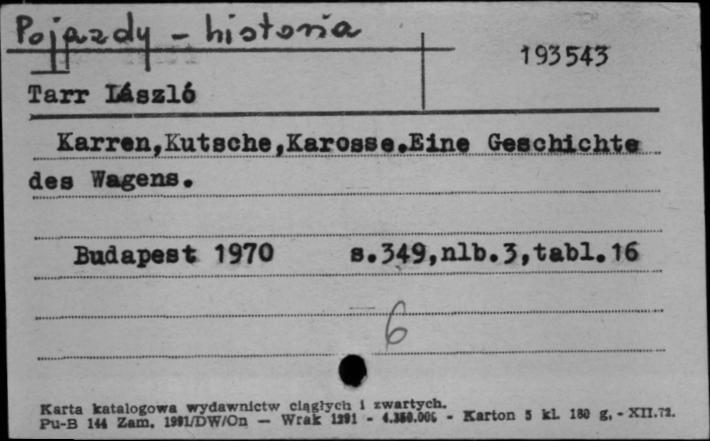 Pojazdy - historia
193543
Tarr László
Karren,Kutsche,Karosse.Eine Geschichte
des Wagens.
Budapest 1970 s.349,nlb.3,tabl.16
6
Karta katalogowa wydawnictw ciągłych i zwartych.
Pu-B 144 Zam. 1991/DW/On — Wrak 1291 - 4.350.000 - Karton 5 kl. 180 g. - XII.72.